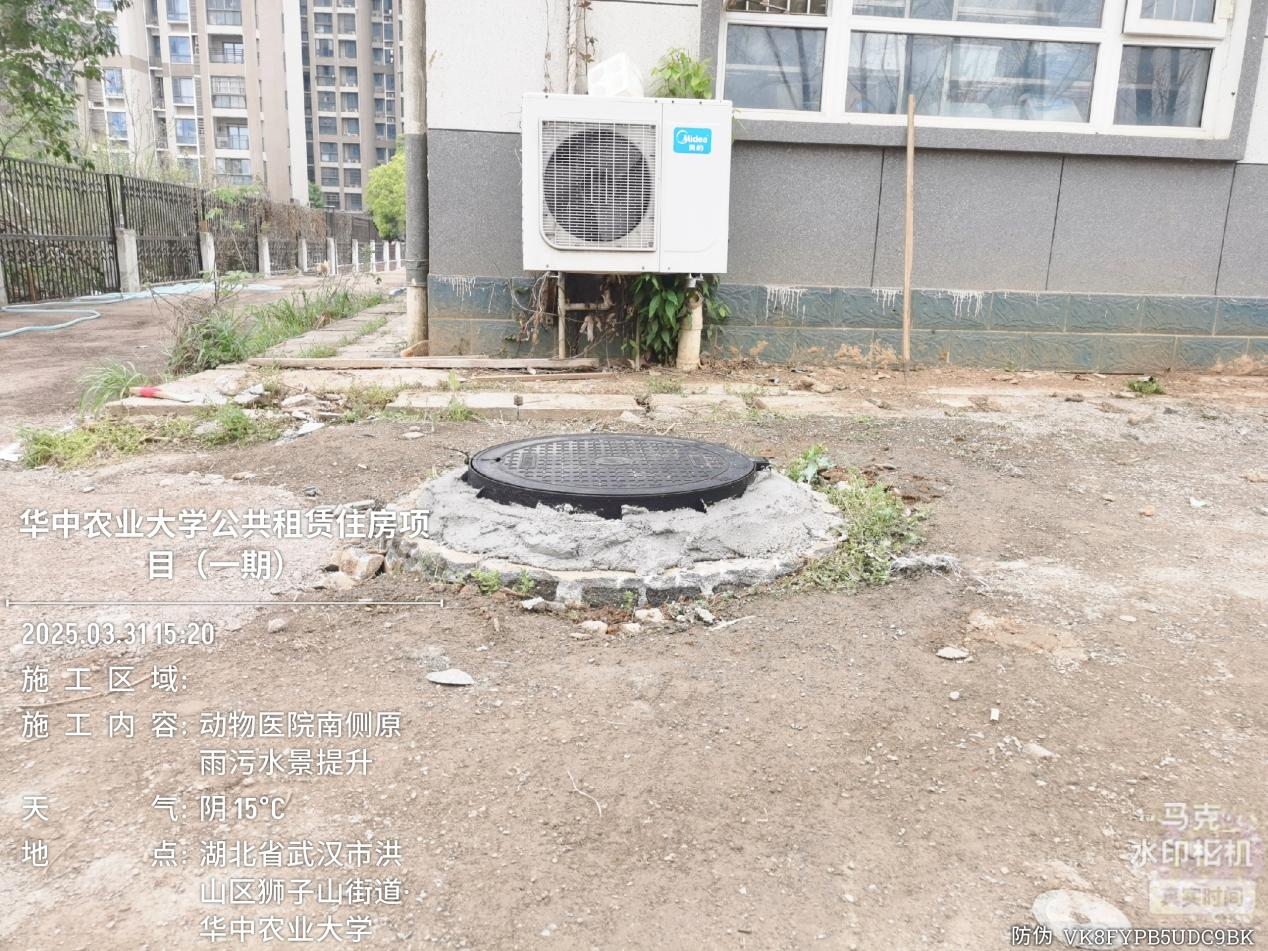 Midea
美的
华中农业大学公共租赁住房项
目（一期）
2025.03.31 15:20
施工区域:
施工内容: 动物医院南侧原
雨污水景提升
天气: 阴 15℃
地点: 湖北省武汉市洪
山区狮子山街道·
华中农业大学
马克
水印相机
真实时间
防伪 VK8FYPB5UDC9BK